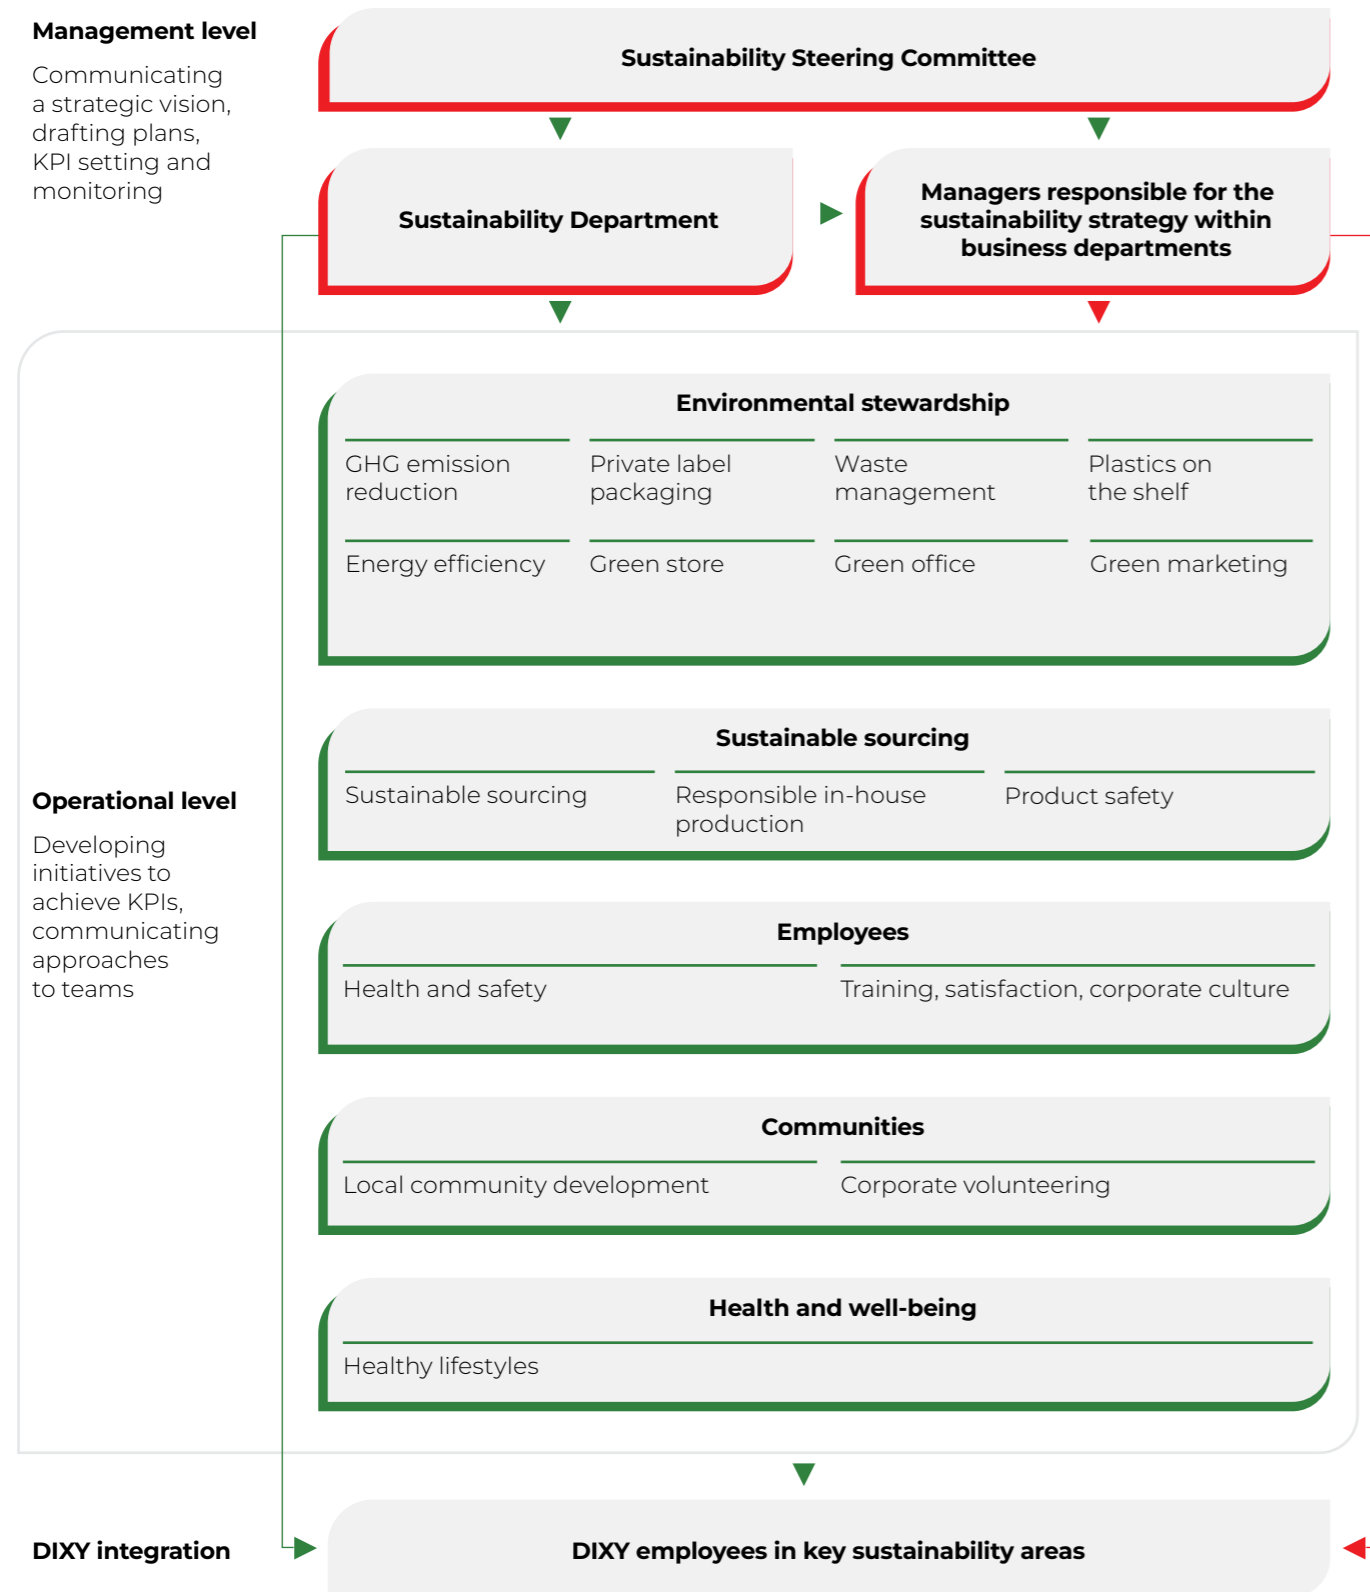 Management level
Communicating
a strategic vision,
drafting plans,
KPI setting and
monitoring
Sustainability Steering Committee
Sustainability Department
Managers responsible for the
sustainability strategy within
business departments
Operational level
Developing
initiatives to
achieve KPIs,
communicating
approaches
to teams
Environmental stewardship
GHG emission
reduction
Private label
packaging
Waste
management
Plastics on
the shelf
Energy efficiency
Green store
Green office
Green marketing
Sustainable sourcing
Sustainable sourcing
Responsible in-house
production
Product safety
Employees
Health and safety
Training, satisfaction, corporate culture
Communities
Local community development
Corporate volunteering
Health and well-being
Healthy lifestyles
DIXY integration
DIXY employees in key sustainability areas